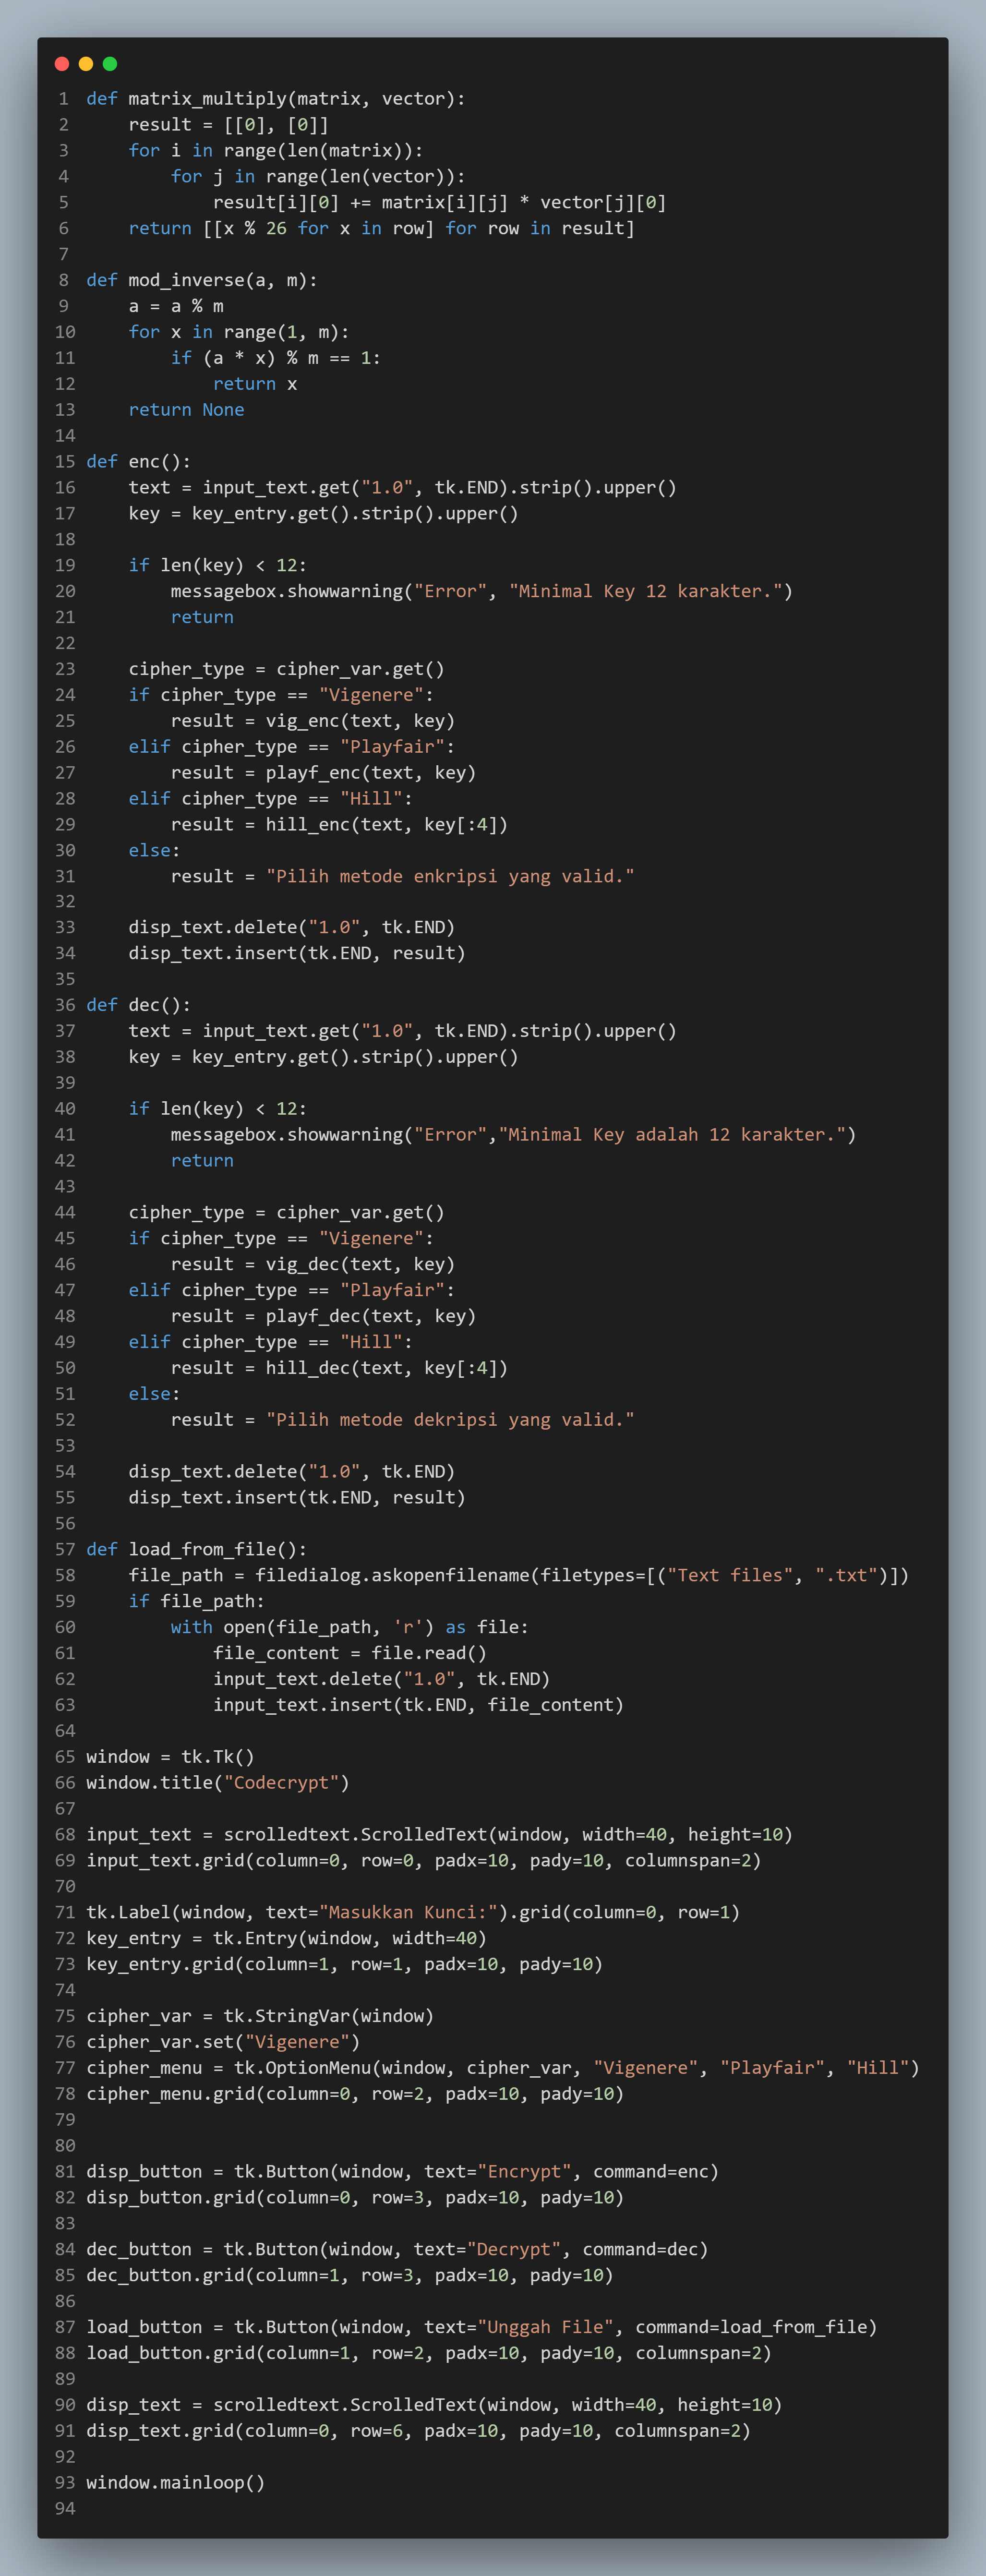 1 def matrix_multiply(matrix, vector):
2     result = [[0], [0]]
3     for i in range(len(matrix)):
4         for j in range(len(vector)):
5             result[i][0] += matrix[i][j] * vector[j][0]
6     return [[x % 26 for x in row] for row in result]
7
8 def mod_inverse(a, m):
9     a = a % m
10     for x in range(1, m):
11         if (a * x) % m == 1:
12             return x
13     return None
14
15 def enc():
16     text = input_text.get("1.0", tk.END).strip().upper()
17     key = key_entry.get().strip().upper()
18
19     if len(key) < 12:
20         messagebox.showwarning("Error", "Minimal Key 12 karakter.")
21         return
22
23     cipher_type = cipher_var.get()
24     if cipher_type == "Vigenere":
25         result = vig_enc(text, key)
26     elif cipher_type == "Playfair":
27         result = playf_enc(text, key)
28     elif cipher_type == "Hill":
29         result = hill_enc(text, key[:4])
30     else:
31         result = "Pilih metode enkripsi yang valid."
32
33     disp_text.delete("1.0", tk.END)
34     disp_text.insert(tk.END, result)
35
36 def dec():
37     text = input_text.get("1.0", tk.END).strip().upper()
38     key = key_entry.get().strip().upper()
39
40     if len(key) < 12:
41         messagebox.showwarning("Error","Minimal Key adalah 12 karakter.")
42         return
43
44     cipher_type = cipher_var.get()
45     if cipher_type == "Vigenere":
46         result = vig_dec(text, key)
47     elif cipher_type == "Playfair":
48         result = playf_dec(text, key)
49     elif cipher_type == "Hill":
50         result = hill_dec(text, key[:4])
51     else:
52         result = "Pilih metode dekripsi yang valid."
53
54     disp_text.delete("1.0", tk.END)
55     disp_text.insert(tk.END, result)
56
57 def load_from_file():
58     file_path = filedialog.askopenfilename(filetypes=[("Text files", ".txt")])
59     if file_path:
60         with open(file_path, 'r') as file:
61             file_content = file.read()
62             input_text.delete("1.0", tk.END)
63             input_text.insert(tk.END, file_content)
64
65 window = tk.Tk()
66 window.title("Codecrypt")
67
68 input_text = scrolledtext.ScrolledText(window, width=40, height=10)
69 input_text.grid(column=0, row=0, padx=10, pady=10, columnspan=2)
70
71 tk.Label(window, text="Masukkan Kunci:").grid(column=0, row=1)
72 key_entry = tk.Entry(window, width=40)
73 key_entry.grid(column=1, row=1, padx=10, pady=10)
74
75 cipher_var = tk.StringVar(window)
76 cipher_var.set("Vigenere")
77 cipher_menu = tk.OptionMenu(window, cipher_var, "Vigenere", "Playfair", "Hill")
78 cipher_menu.grid(column=0, row=2, padx=10, pady=10)
79
80
81 disp_button = tk.Button(window, text="Encrypt", command=enc)
82 disp_button.grid(column=0, row=3, padx=10, pady=10)
83
84 dec_button = tk.Button(window, text="Decrypt", command=dec)
85 dec_button.grid(column=1, row=3, padx=10, pady=10)
86
87 load_button = tk.Button(window, text="Unggah File", command=load_from_file)
88 load_button.grid(column=1, row=2, padx=10, pady=10, columnspan=2)
89
90 disp_text = scrolledtext.ScrolledText(window, width=40, height=10)
91 disp_text.grid(column=0, row=6, padx=10, pady=10, columnspan=2)
92
93 window.mainloop()
94